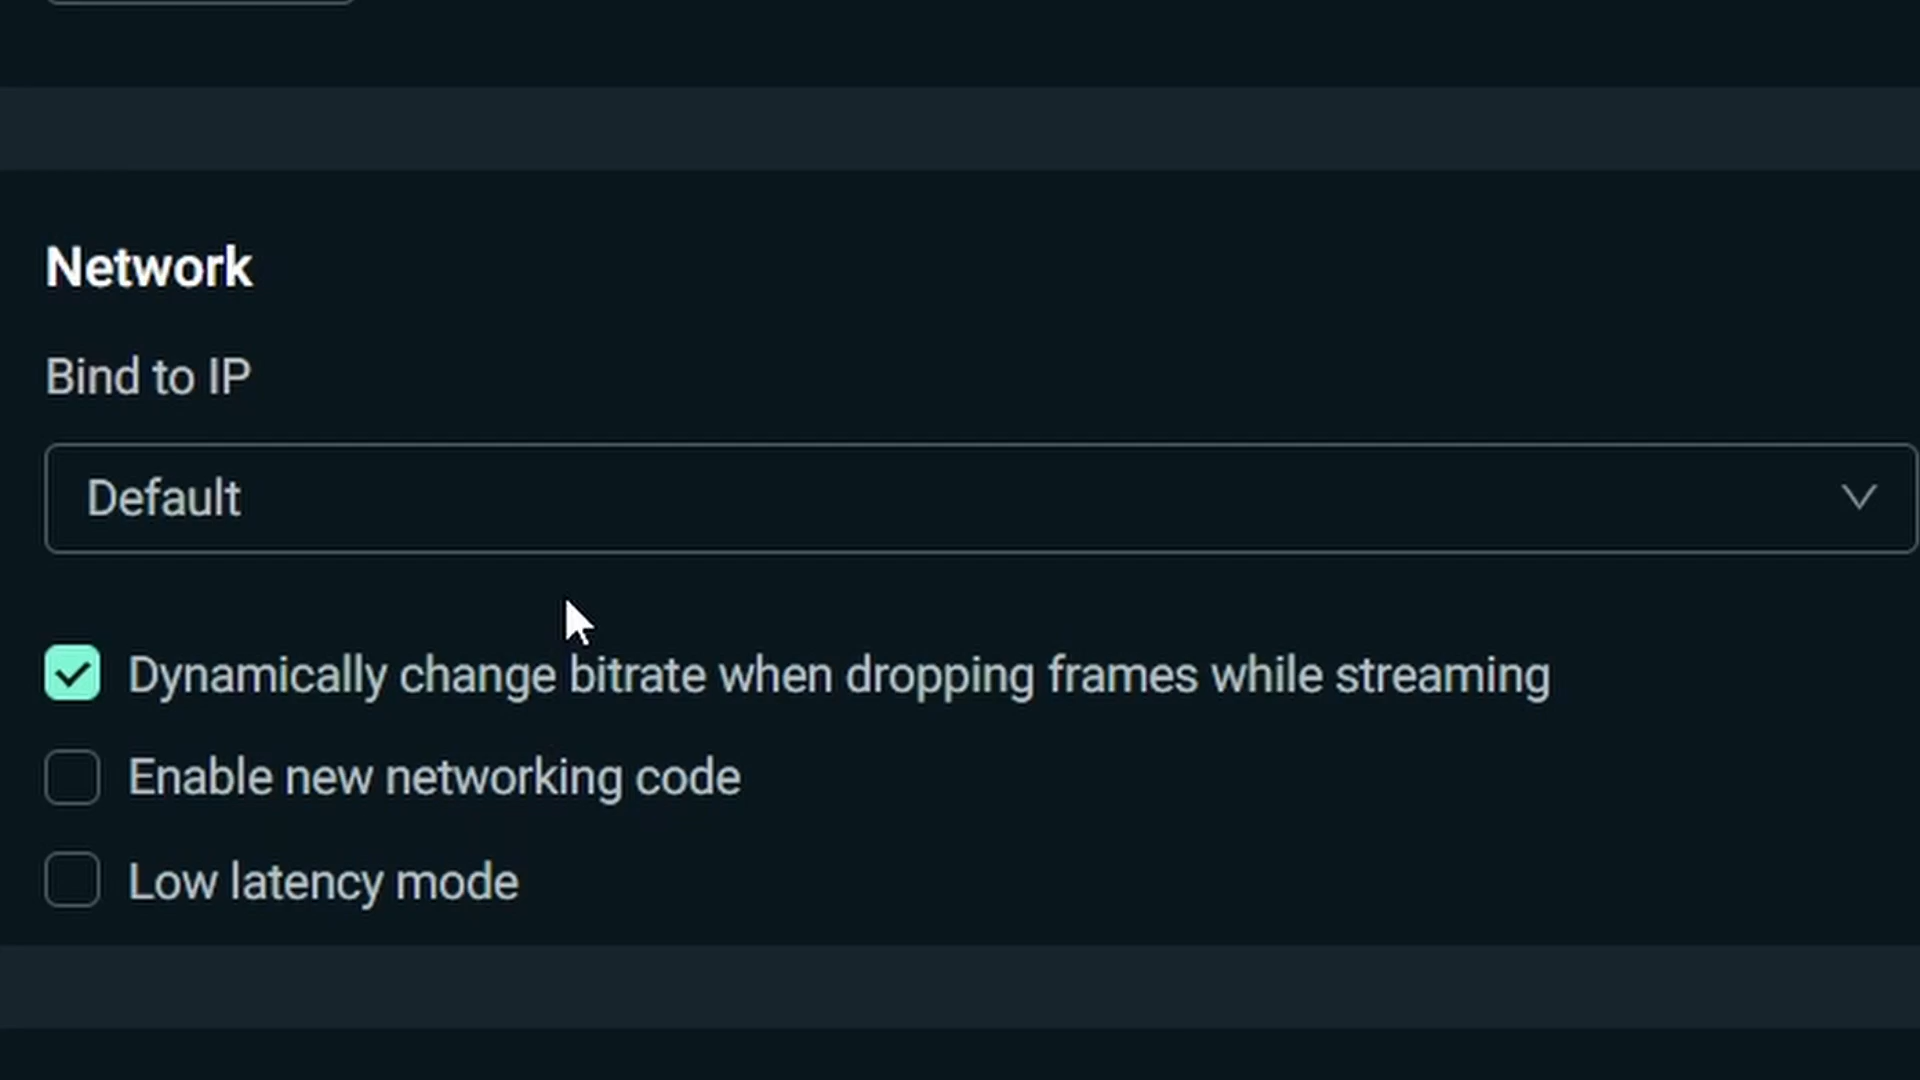 Network
Bind to IP
Default
Dynamically change bitrate when dropping frames while streaming
Enable new networking code
Low latency mode